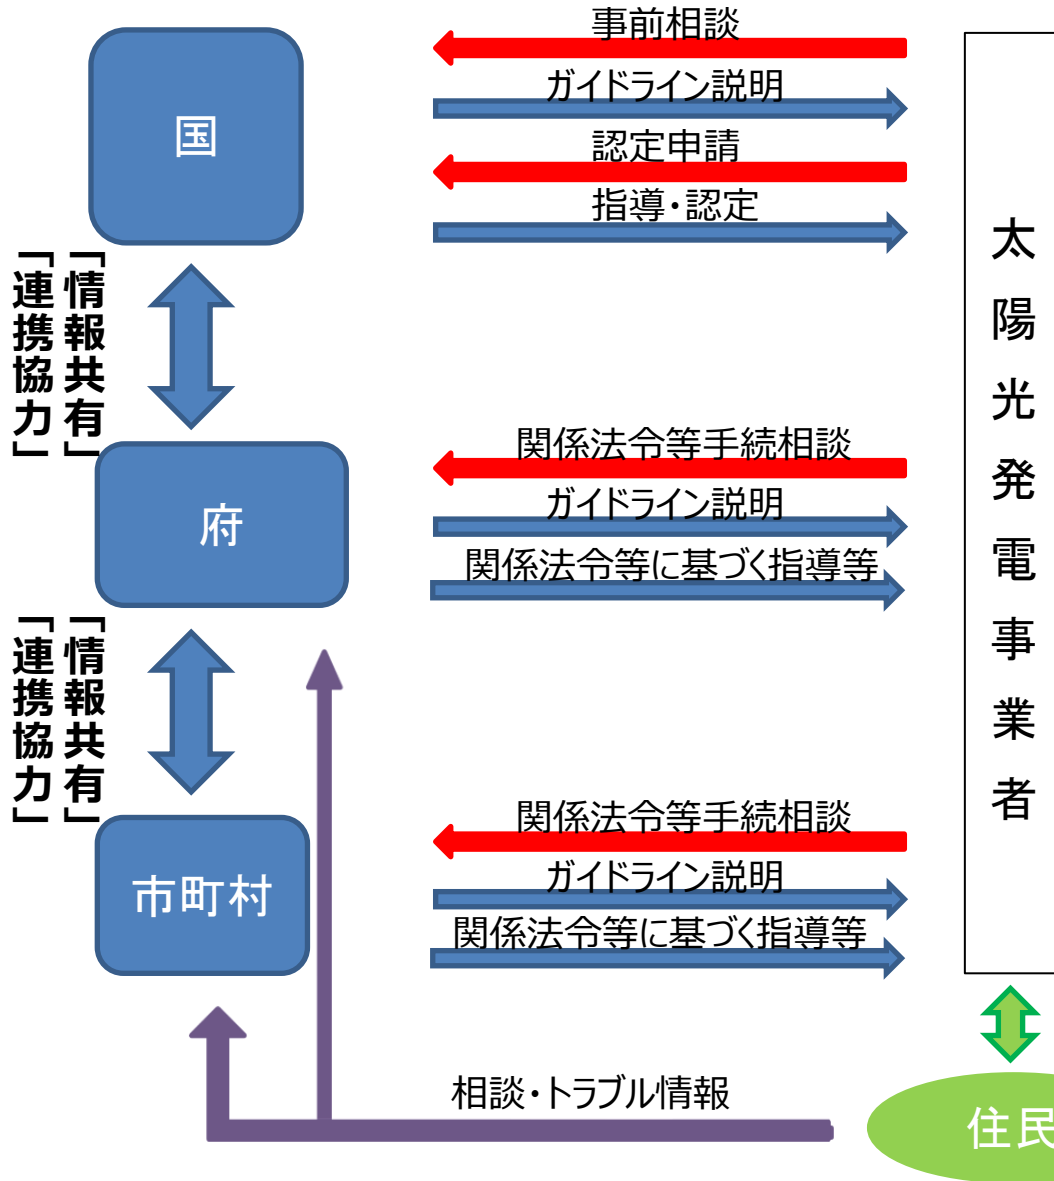 事前相談
ガイドライン説明
認定申請
指導・認定
国
「情報共有」
「連携協力」
関係法令等手続相談
ガイドライン説明
関係法令等に基づく指導等
府
「情報共有」
「連携協力」
関係法令等手続相談
ガイドライン説明
関係法令等に基づく指導等
市町村
太陽光発電事業者
相談・トラブル情報
住民